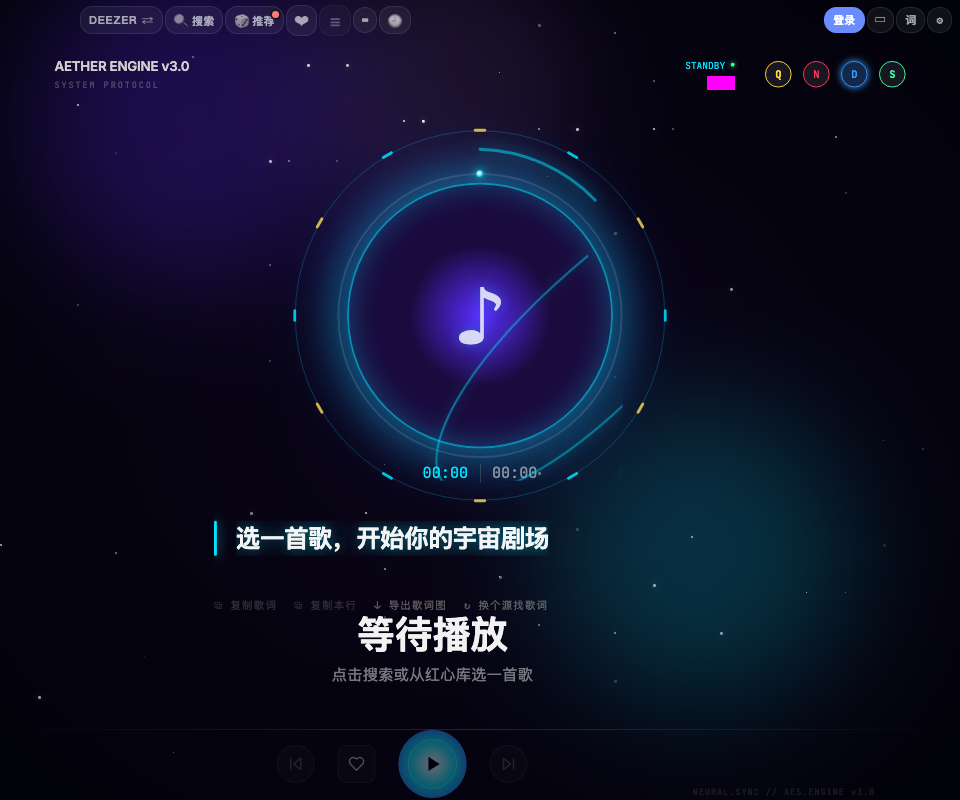 DEEZER ⇄ 搜索 推荐 登录 词
AETHER ENGINE v3.0
SYSTEM PROTOCOL
STANDBY
Q N D S
00:00 00:00
选一首歌，开始你的宇宙剧场
复制歌词 复制本行 导出歌词图 换个源找歌词
等待播放
点击搜索或从红心库选一首歌
NEURAL.SYNC // AES.ENGINE v3.0